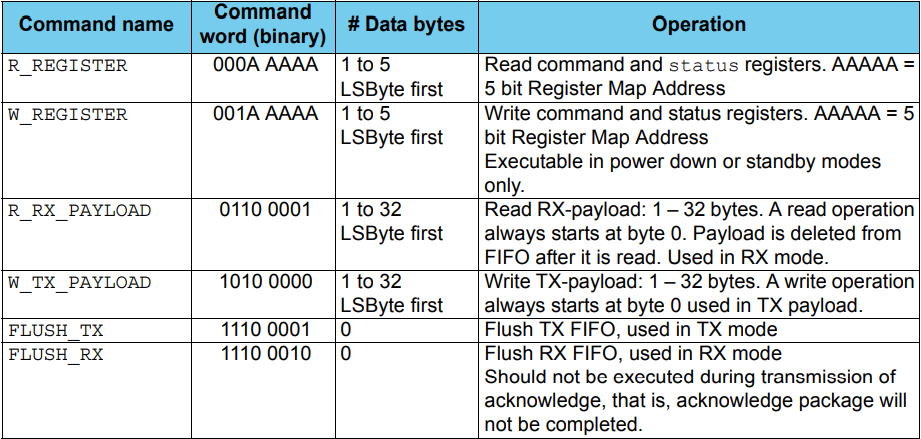 Command name Command word (binary) # Data bytes Operation
R_REGISTER 000A AAAA 1 to 5 Read command and status registers. AAAAA =
LSByte first 5 bit Register Map Address
W_REGISTER 001A AAAA 1 to 5 Write command and status registers. AAAAA = 5
LSByte first bit Register Map Address
Executable in power down or standby modes
only.
R_RX_PAYLOAD 0110 0001 1 to 32 Read RX-payload: 1 – 32 bytes. A read operation
LSByte first always starts at byte 0. Payload is deleted from
FIFO after it is read. Used in RX mode.
W_TX_PAYLOAD 1010 0000 1 to 32 Write TX-payload: 1 – 32 bytes. A write operation
LSByte first always starts at byte 0 used in TX payload.
FLUSH_TX 1110 0001 0 Flush TX FIFO, used in TX mode
FLUSH_RX 1110 0010 0 Flush RX FIFO, used in RX mode
Should not be executed during transmission of
acknowledge, that is, acknowledge package will
not be completed.